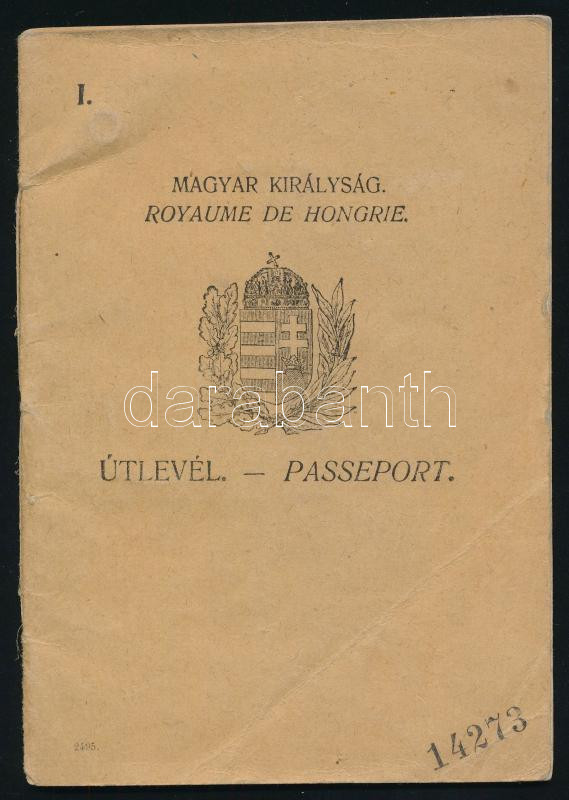 I.
MAGYAR KIRÁLYSÁG.
ROYAUME DE HONGRIE.
darabanth
ÚTLEVÉL. — PASSEPORT.
2495.
14273